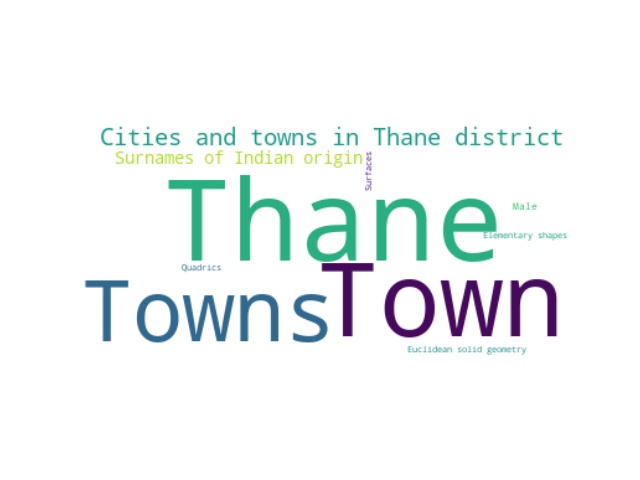 Cities and towns in Thane district
Surnames of Indian origin
Surfaces
Thane
Male
Elementary shapes
Quadrics
Towns
Town
Euclidean solid geometry